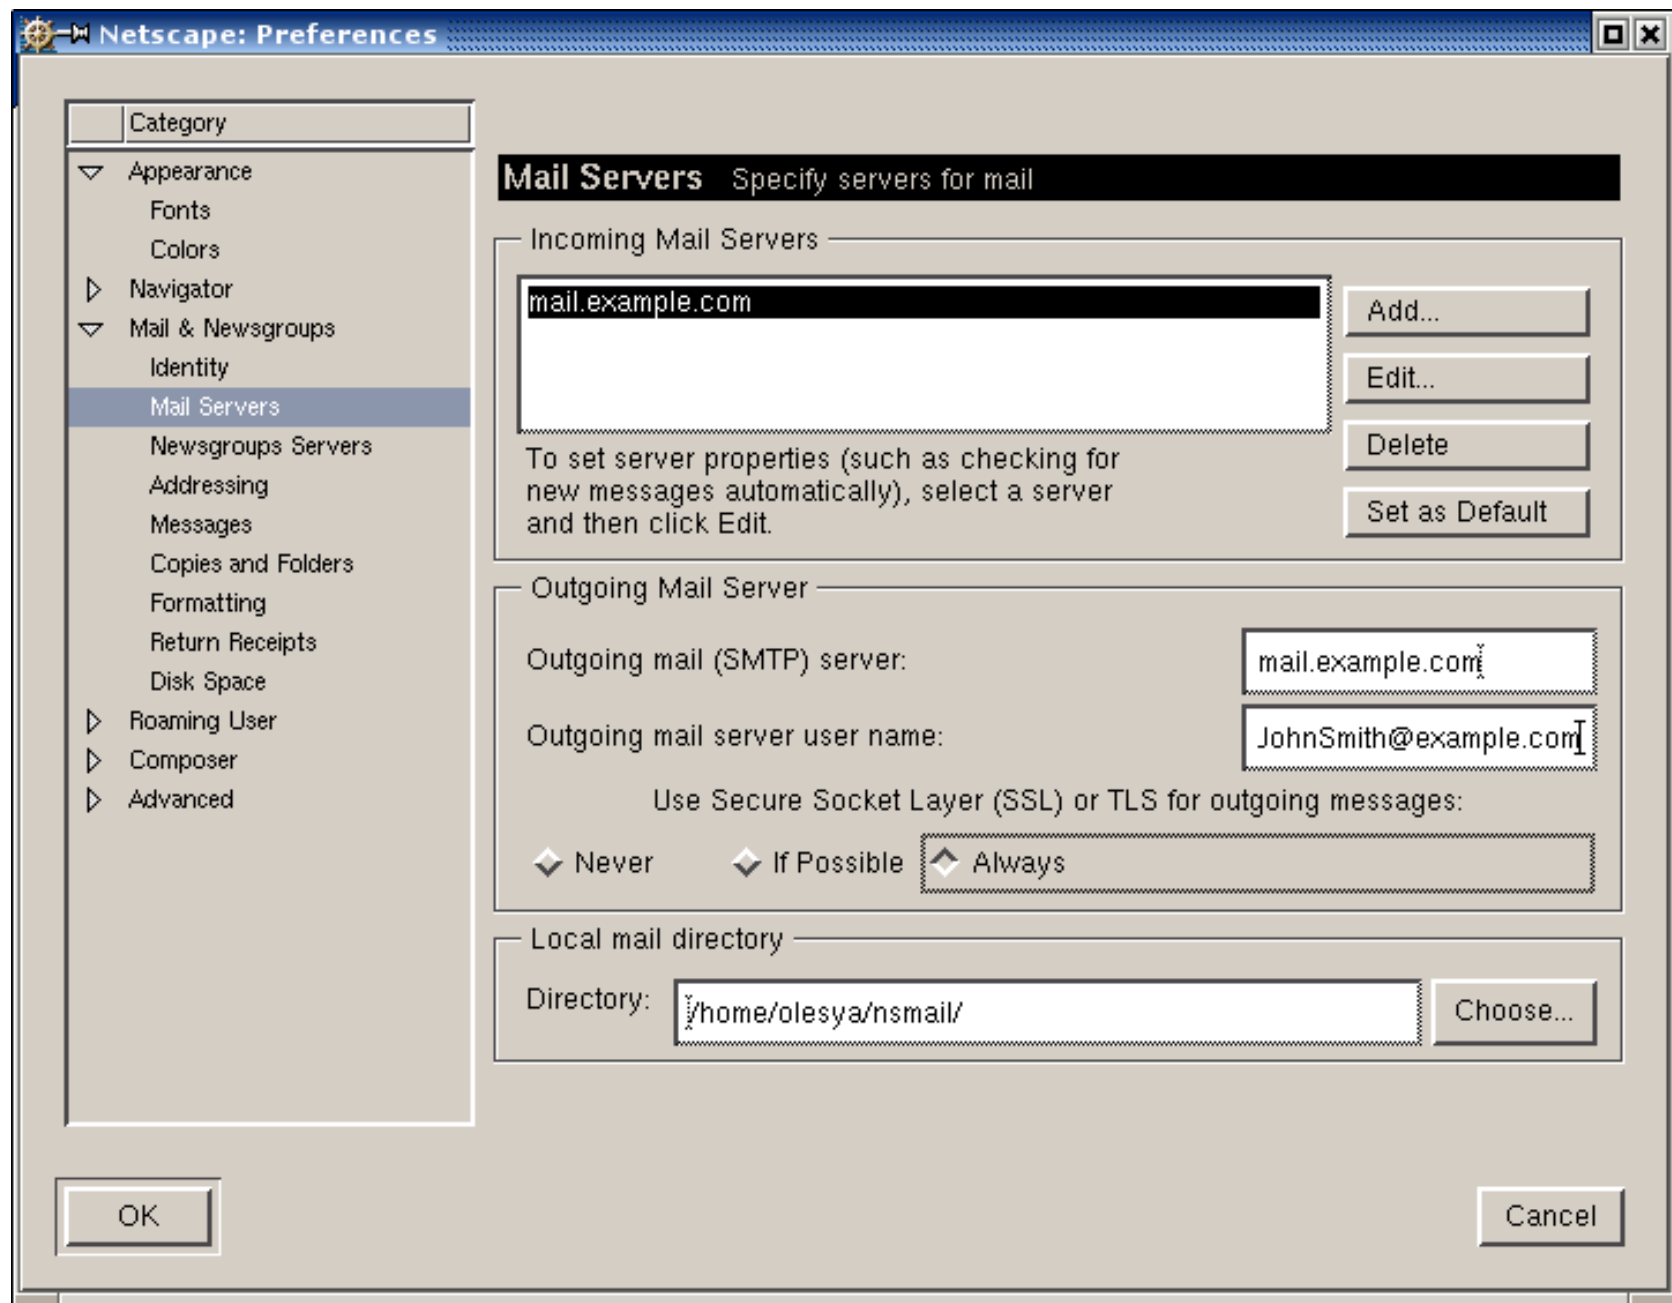 Netscape: Preferences
Category
Appearance
Fonts
Colors
Navigator
Mail & Newsgroups
Identity
Mail Servers
Newsgroups Servers
Addressing
Messages
Copies and Folders
Formatting
Return Receipts
Disk Space
Roaming User
Composer
Advanced
Mail Servers Specify servers for mail
Incoming Mail Servers
mail.example.com
Add...
Edit...
Delete
Set as Default
To set server properties (such as checking for
new messages automatically), select a server
and then click Edit.
Outgoing Mail Server
Outgoing mail (SMTP) server: mail.example.com
Outgoing mail server user name: JohnSmith@example.com
Use Secure Socket Layer (SSL) or TLS for outgoing messages:
Never If Possible Always
Local mail directory
Directory: /home/olesya/nsmail/ Choose...
OK Cancel